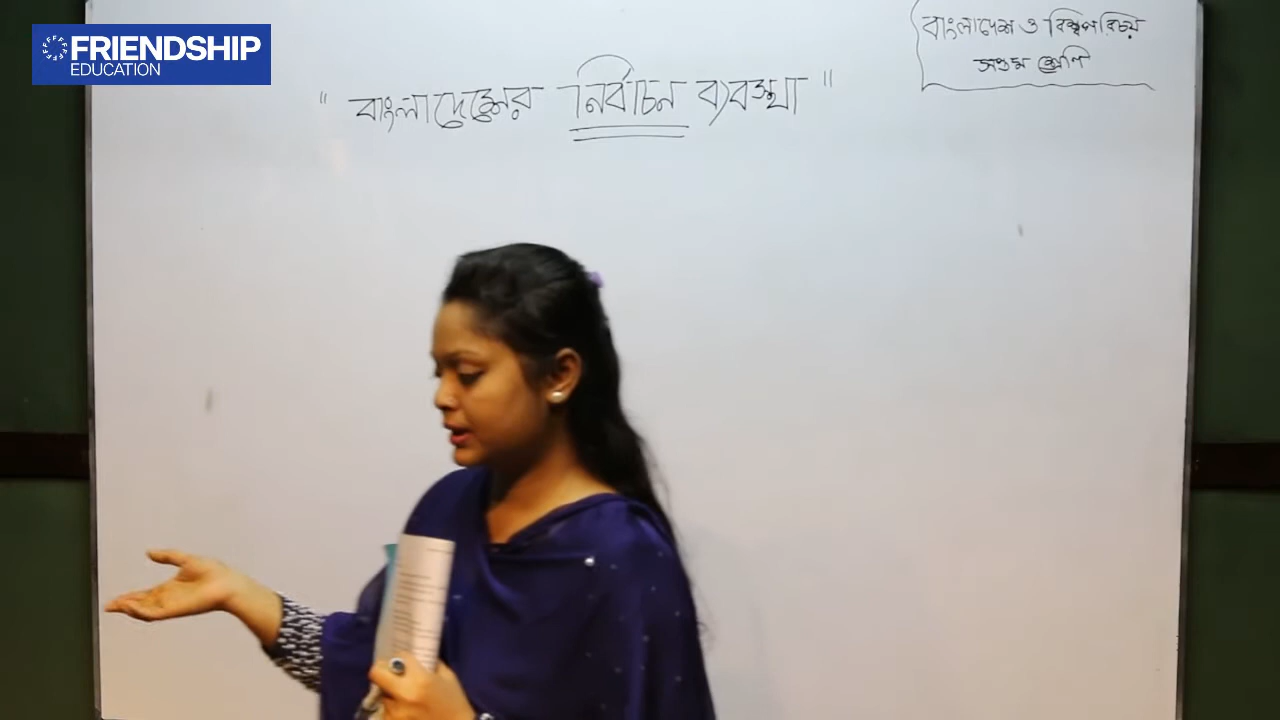 FRIENDSHIP
EDUCATION
বাংলাদেশ ও বিশ্বপরিচয়
সপ্তম শ্রেণি
"বাংলাদেশের নির্বাচন ব্যবস্থা"